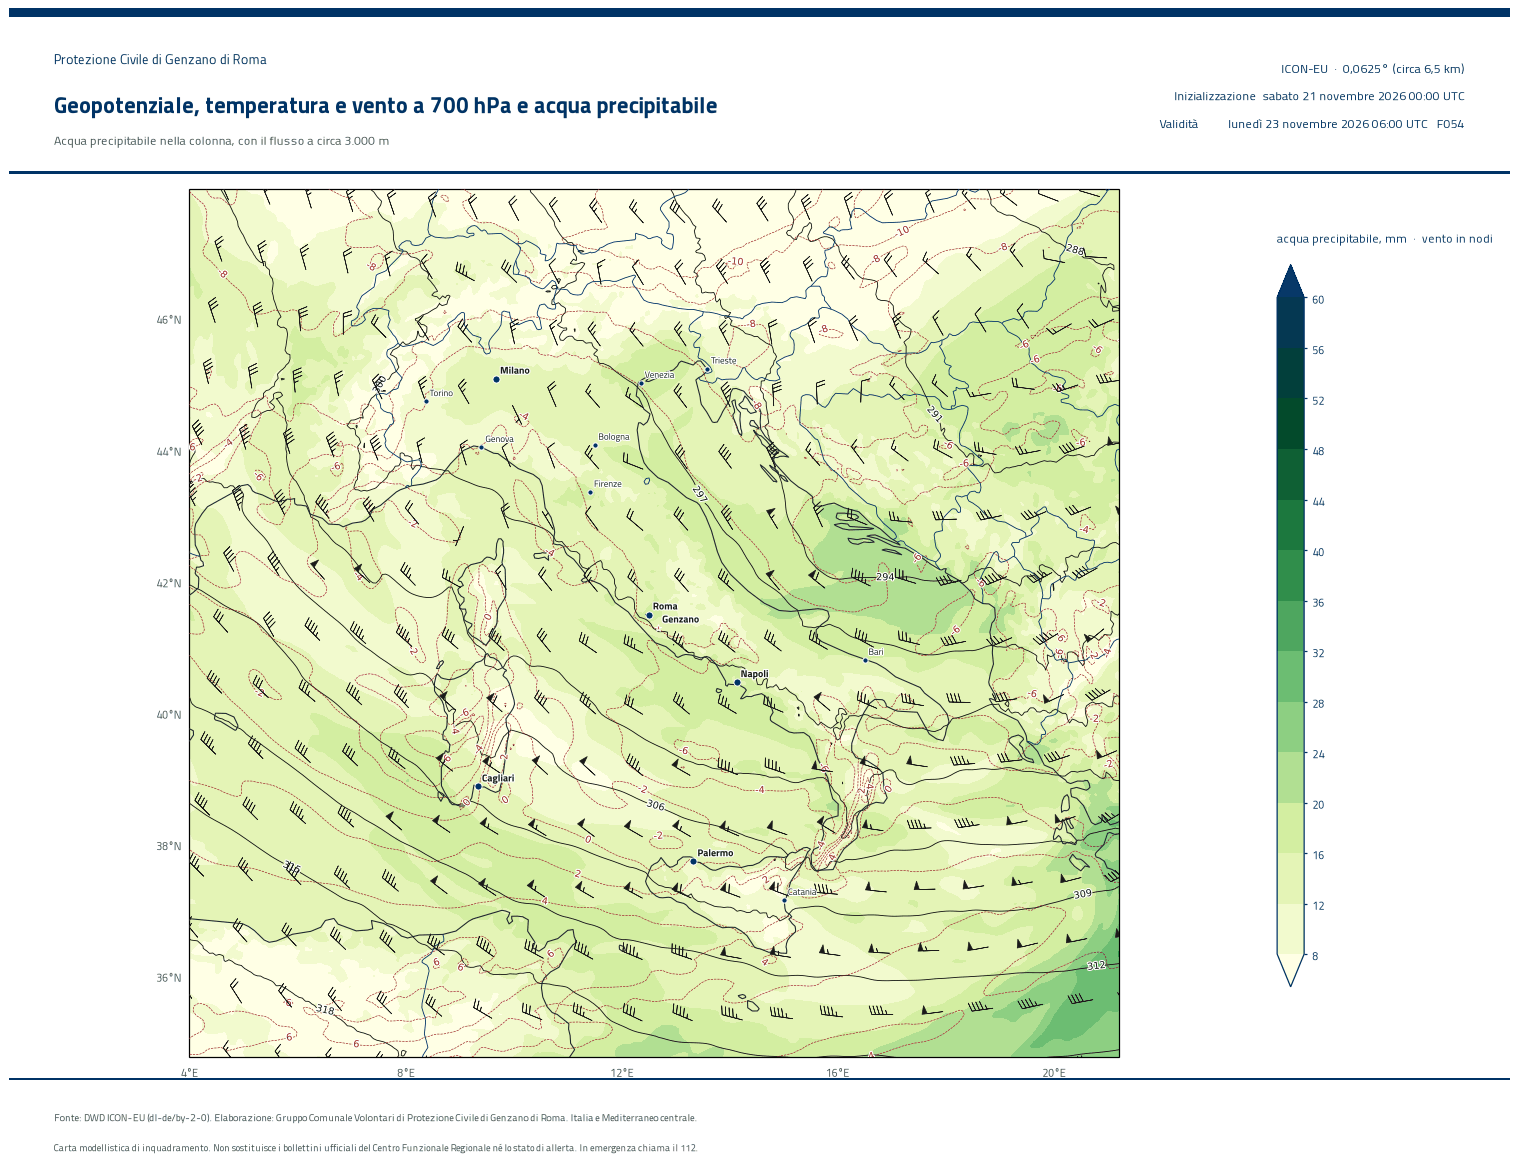 Protezione Civile di Genzano di Roma
Geopotenziale, temperatura e vento a 700 hPa e acqua precipitabile
Acqua precipitabile nella colonna, con il flusso a circa 3.000 m
ICON-EU · 0,0625° (circa 6,5 km)
Inizializzazione sabato 21 novembre 2026 00:00 UTC
Validità lunedì 23 novembre 2026 06:00 UTC F054
acqua precipitabile, mm · vento in nodi
60
56
52
48
44
40
36
32
28
24
20
16
12
8
46°N
44°N
42°N
40°N
38°N
36°N
4°E
8°E
12°E
16°E
20°E
Milano
Torino
Venezia
Trieste
Genova
Bologna
Firenze
Roma
Genzano
Napoli
Bari
Cagliari
Palermo
Catania
288
291
294
297
306
309
312
318
Fonte: DWD ICON-EU (dl-de/by-2-0). Elaborazione: Gruppo Comunale Volontari di Protezione Civile di Genzano di Roma. Italia e Mediterraneo centrale.
Carta modellistica di inquadramento. Non sostituisce i bollettini ufficiali del Centro Funzionale Regionale né lo stato di allerta. In emergenza chiama il 112.